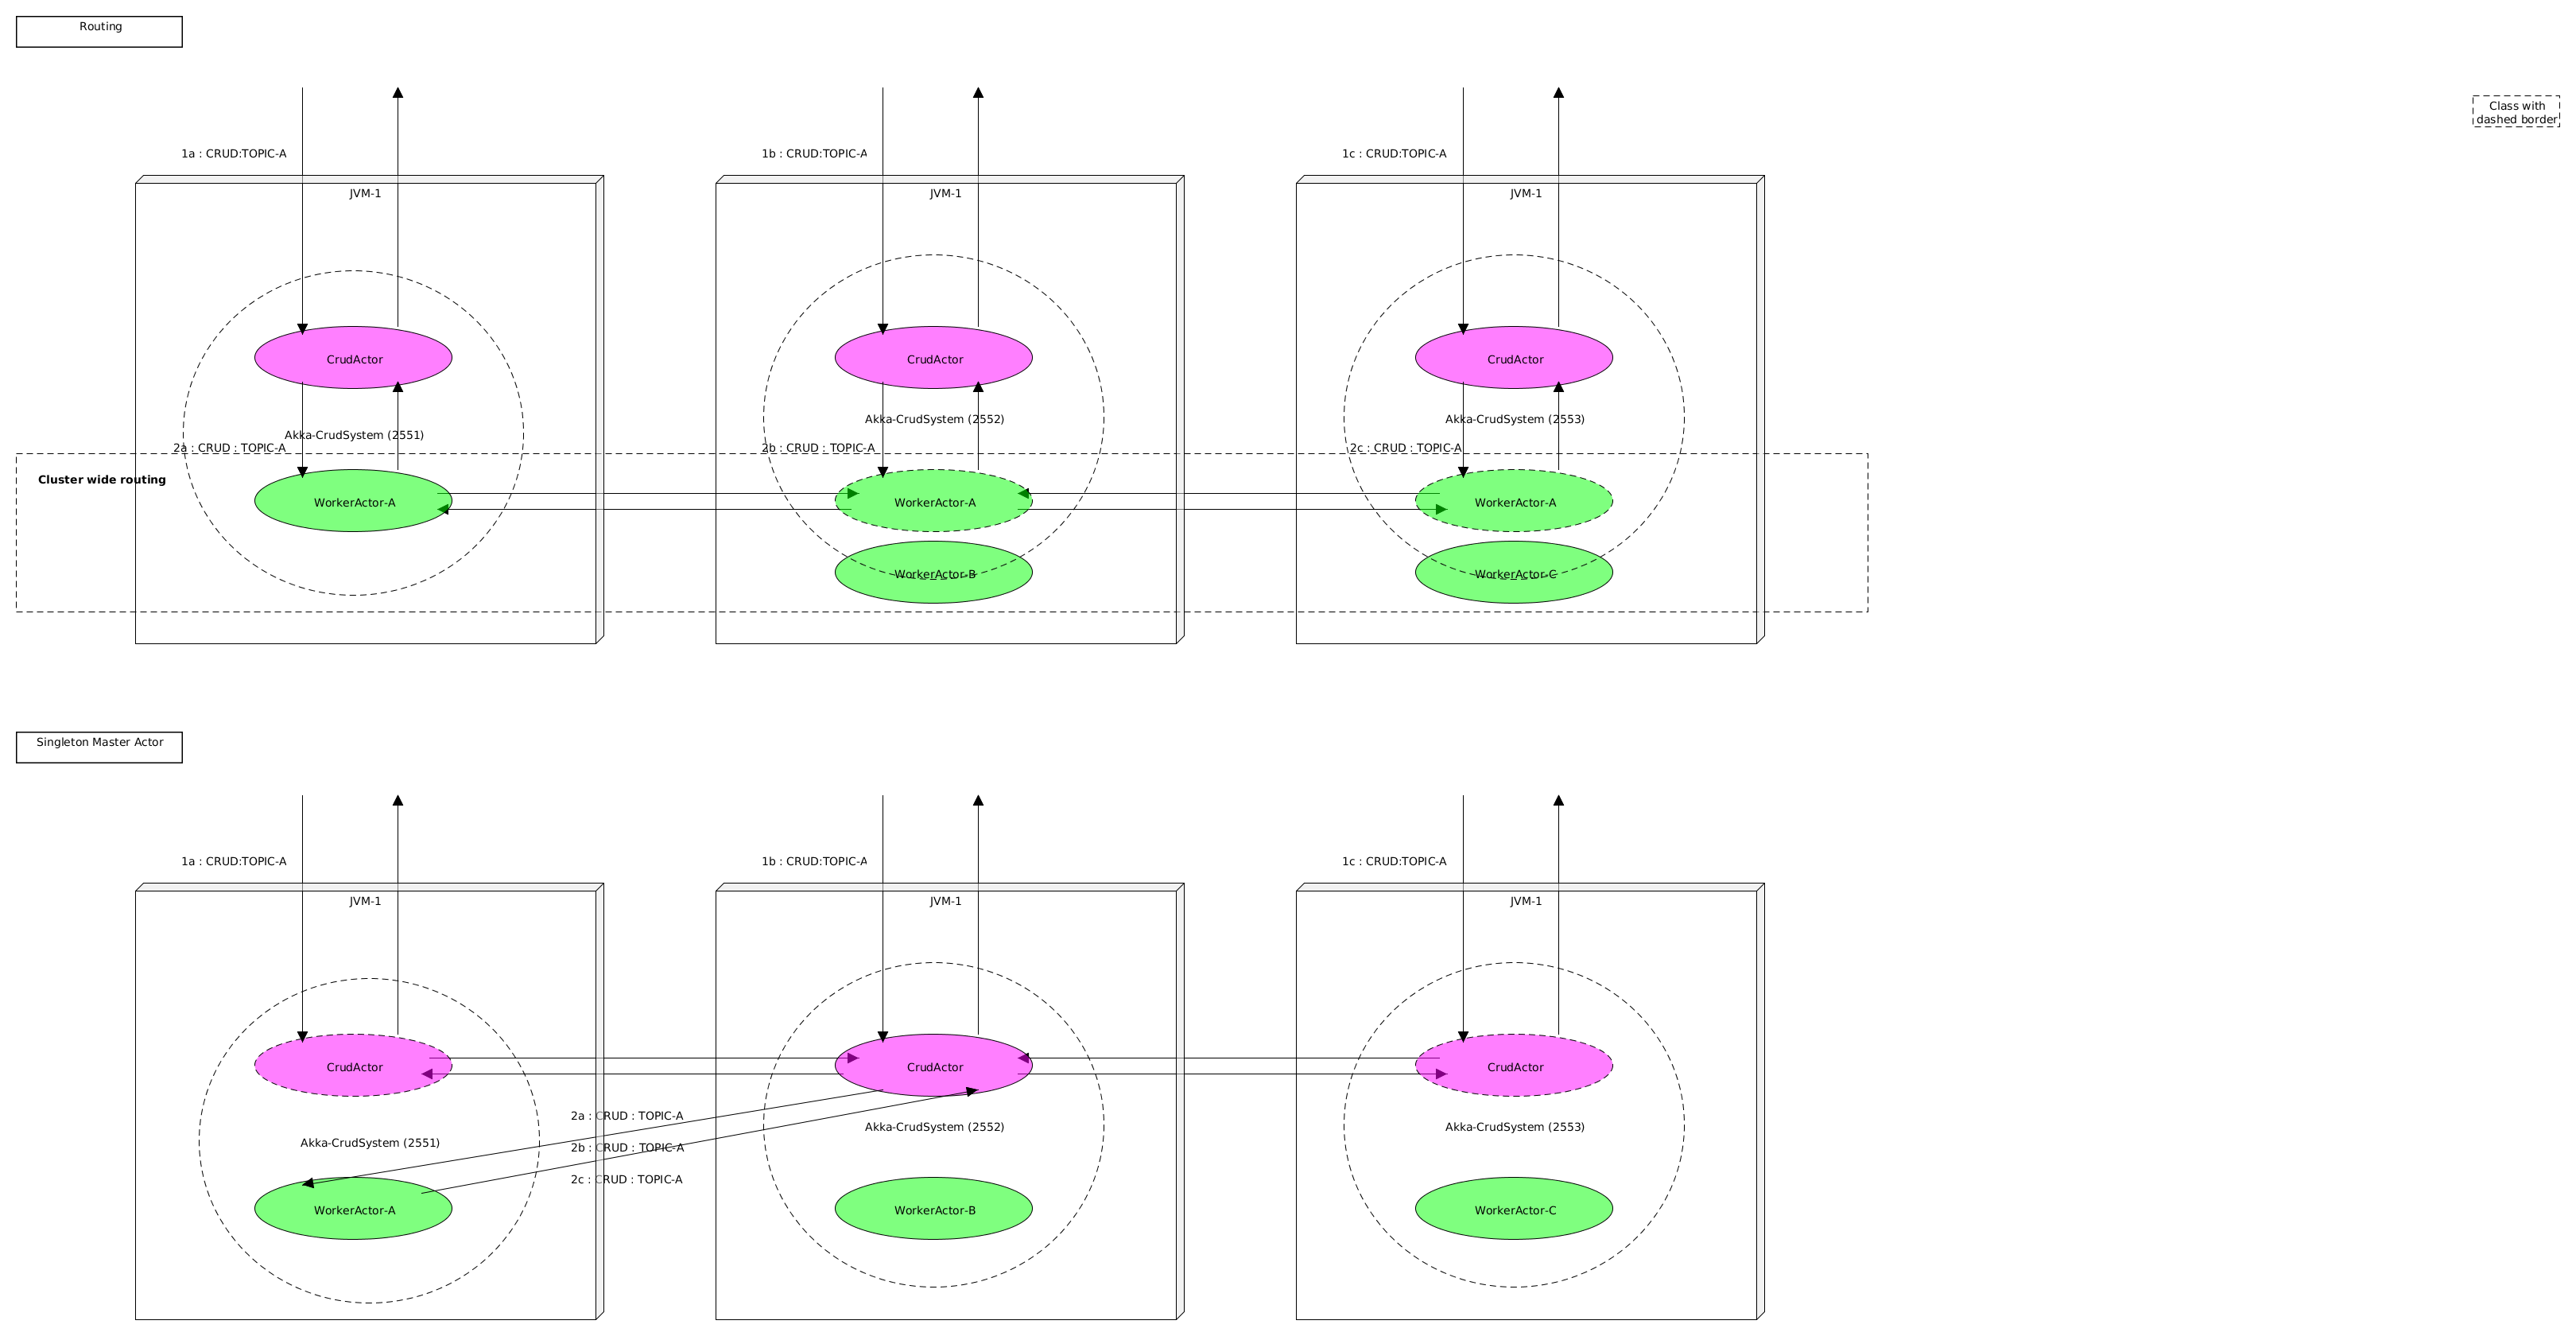 Routing
Class with
dashed border
1a : CRUD:TOPIC-A
1b : CRUD:TOPIC-A
1c : CRUD:TOPIC-A
JVM-1
JVM-1
JVM-1
CrudActor
CrudActor
CrudActor
Akka-CrudSystem (2551)
Akka-CrudSystem (2552)
Akka-CrudSystem (2553)
2a : CRUD : TOPIC-A
2b : CRUD : TOPIC-A
2c : CRUD : TOPIC-A
Cluster wide routing
WorkerActor-A
WorkerActor-A
WorkerActor-A
WorkerActor-B
WorkerActor-C
Singleton Master Actor
1a : CRUD:TOPIC-A
1b : CRUD:TOPIC-A
1c : CRUD:TOPIC-A
JVM-1
JVM-1
JVM-1
CrudActor
CrudActor
CrudActor
2a : CRUD : TOPIC-A
Akka-CrudSystem (2551)
Akka-CrudSystem (2552)
Akka-CrudSystem (2553)
2b : CRUD : TOPIC-A
2c : CRUD : TOPIC-A
WorkerActor-A
WorkerActor-B
WorkerActor-C